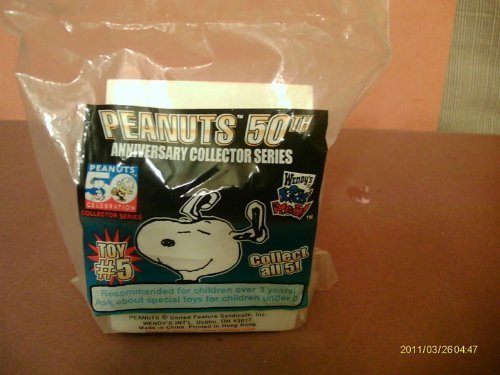 PEANUTS™ 50TH
ANNIVERSARY COLLECTOR SERIES
PEANUTS
50
CELEBRATION
COLLECTOR SERIES
Wendy's
Kids'
Meal
TM
TOY
#5
Collect
all 5!
Recommended for children over 3 years.
Ask about special toys for children under
PEANUTS © United Feature Syndicate, Inc.
WENDY'S INT'L. Dublin, OH 43017
Made in China. Printed in Hong Kong.
2011/03/26 04:47